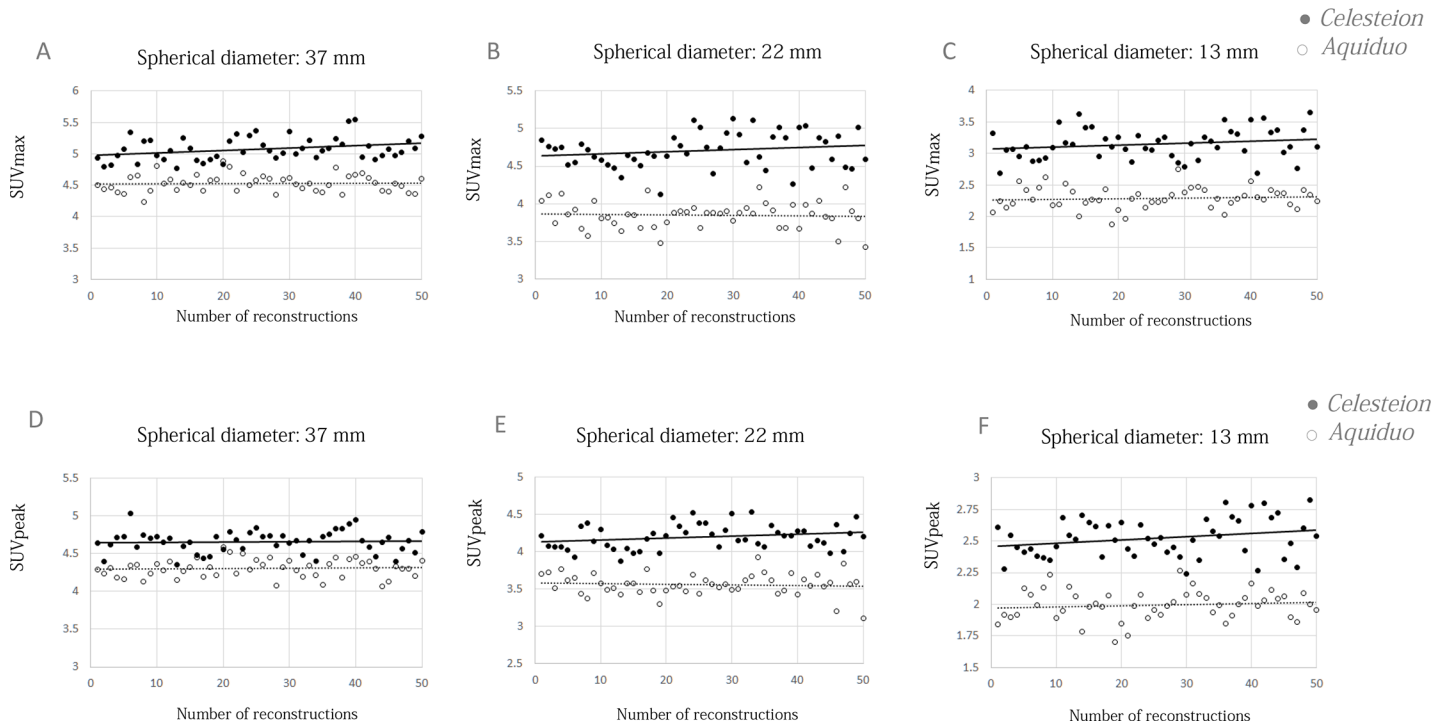 ● Celesteion
○ Aquiduo
A
Spherical diameter: 37 mm
SUVmax
6
5.5
5
4.5
4
3.5
3
0 10 20 30 40 50
Number of reconstructions
B
Spherical diameter: 22 mm
SUVmax
5.5
5
4.5
4
3.5
3
0 10 20 30 40 50
Number of reconstructions
C
Spherical diameter: 13 mm
SUVmax
4
3.5
3
2.5
2
1.5
1
0 10 20 30 40 50
Number of reconstructions
● Celesteion
○ Aquiduo
D
Spherical diameter: 37 mm
SUVpeak
5.5
5
4.5
4
3.5
3
0 10 20 30 40 50
Number of reconstructions
E
Spherical diameter: 22 mm
SUVpeak
5
4.5
4
3.5
3
2.5
0 10 20 30 40 50
Number of reconstructions
F
Spherical diameter: 13 mm
SUVpeak
3
2.75
2.5
2.25
2
1.75
1.5
0 10 20 30 40 50
Number of reconstructions